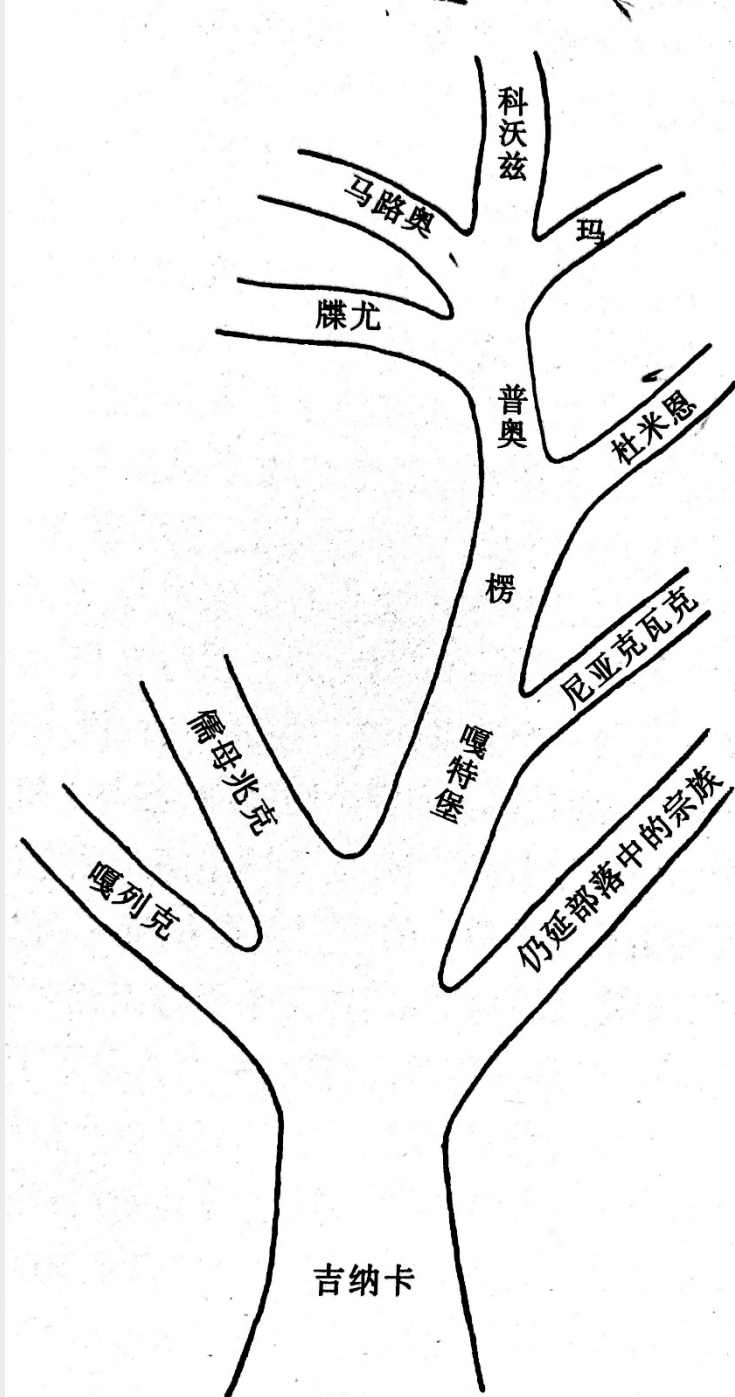 科沃兹
马路奥
玛
牒尤
普奥
杜米恩
楞
尼亚克瓦克
嘎特堡
儒母兆克
仍延部落中的宗族
嘎列克
吉纳卡